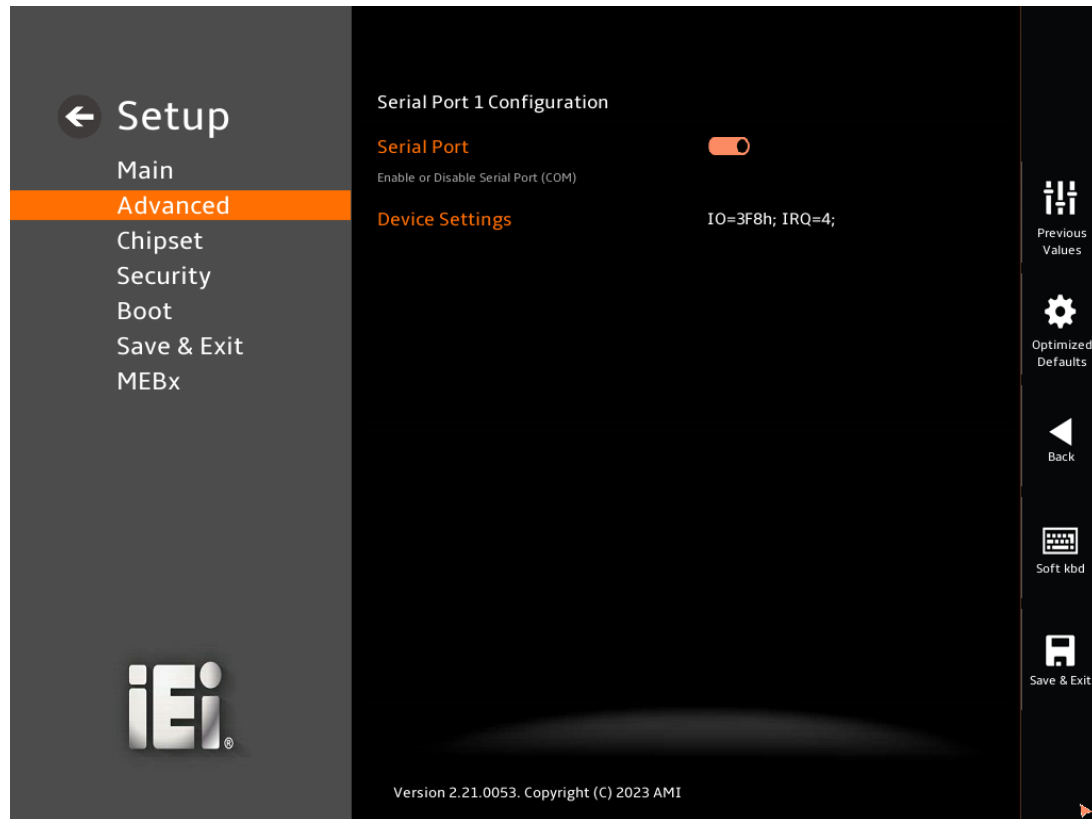 Setup
Main
Advanced
Chipset
Security
Boot
Save & Exit
MEBx
iEi®
Serial Port 1 Configuration
Serial Port
Enable or Disable Serial Port (COM)
Device Settings IO=3F8h; IRQ=4;
Version 2.21.0053. Copyright (C) 2023 AMI
Previous
Values
Optimized
Defaults
Back
Soft kbd
Save & Exit